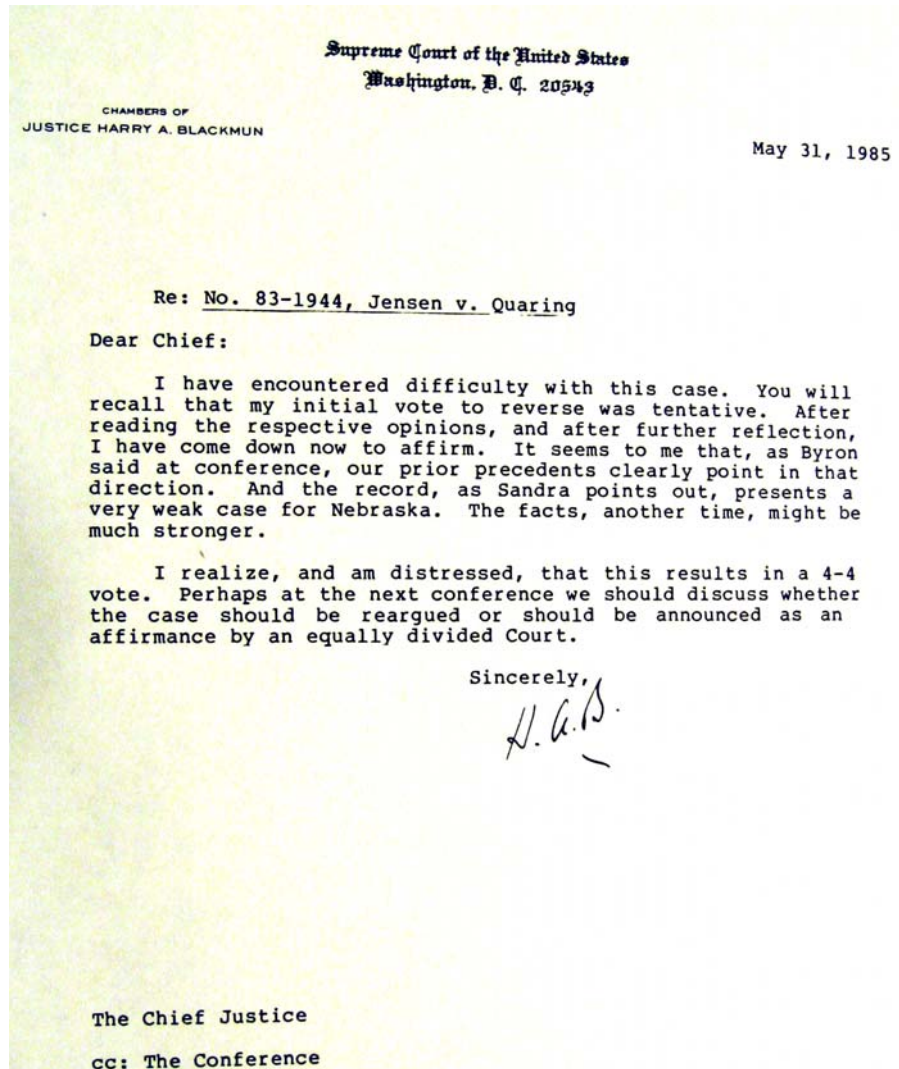 Supreme Court of the United States
Washington, D. C. 20543
CHAMBERS OF
JUSTICE HARRY A. BLACKMUN
May 31, 1985
Re: No. 83-1944, Jensen v. Quaring
Dear Chief:
I have encountered difficulty with this case. You will
recall that my initial vote to reverse was tentative. After
reading the respective opinions, and after further reflection,
I have come down now to affirm. It seems to me that, as Byron
said at conference, our prior precedents clearly point in that
direction. And the record, as Sandra points out, presents a
very weak case for Nebraska. The facts, another time, might be
much stronger.
I realize, and am distressed, that this results in a 4-4
vote. Perhaps at the next conference we should discuss whether
the case should be reargued or should be announced as an
affirmance by an equally divided Court.
Sincerely,
H. A. B.
The Chief Justice
cc: The Conference